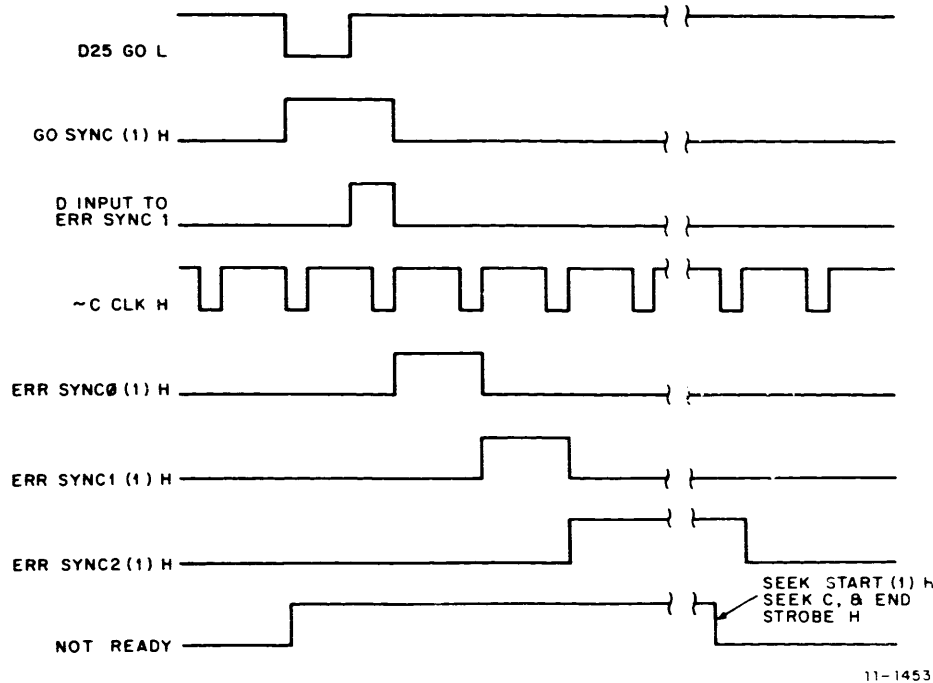 D25 GO L
GO SYNC (1) H
D INPUT TO
ERR SYNC 1
~C CLK H
ERR SYNCØ (1) H
ERR SYNC1 (1) H
ERR SYNC2 (1) H
SEEK START (1) H
SEEK C, & END
STROBE H
NOT READY
11-1453